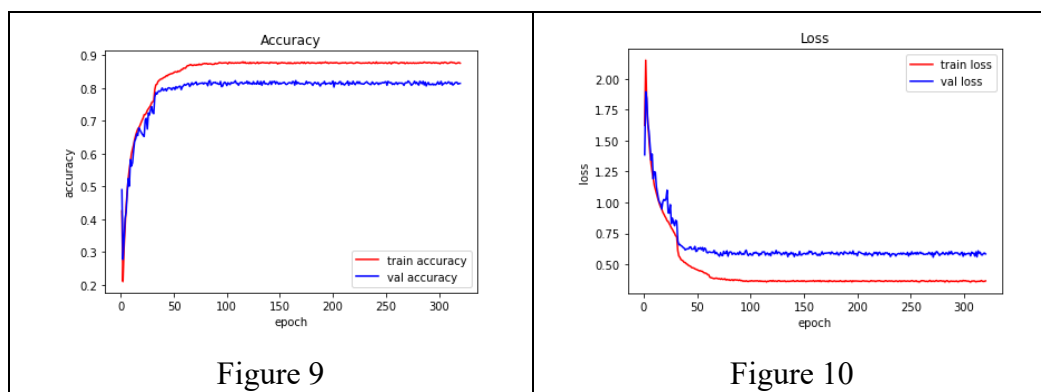 Accuracy
0.9
0.8
0.7
0.6
0.5
0.4
0.3
0.2
accuracy
train accuracy
val accuracy
0 50 100 150 200 250 300
epoch
Figure 9
Loss
2.00
1.75
1.50
1.25
1.00
0.75
0.50
loss
train loss
val loss
0 50 100 150 200 250 300
epoch
Figure 10